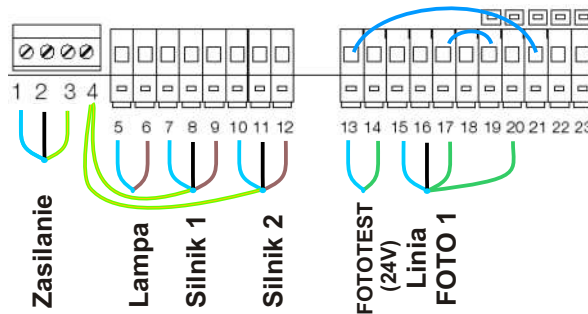 1 2 3 4
5 6 7 8 9 10 11 12
13 14 15 16 17 18 19 20 21 22 23
Zasilanie
Lampa
Silnik 1
Silnik 2
FOTOTEST
(24V)
Linia
FOTO 1